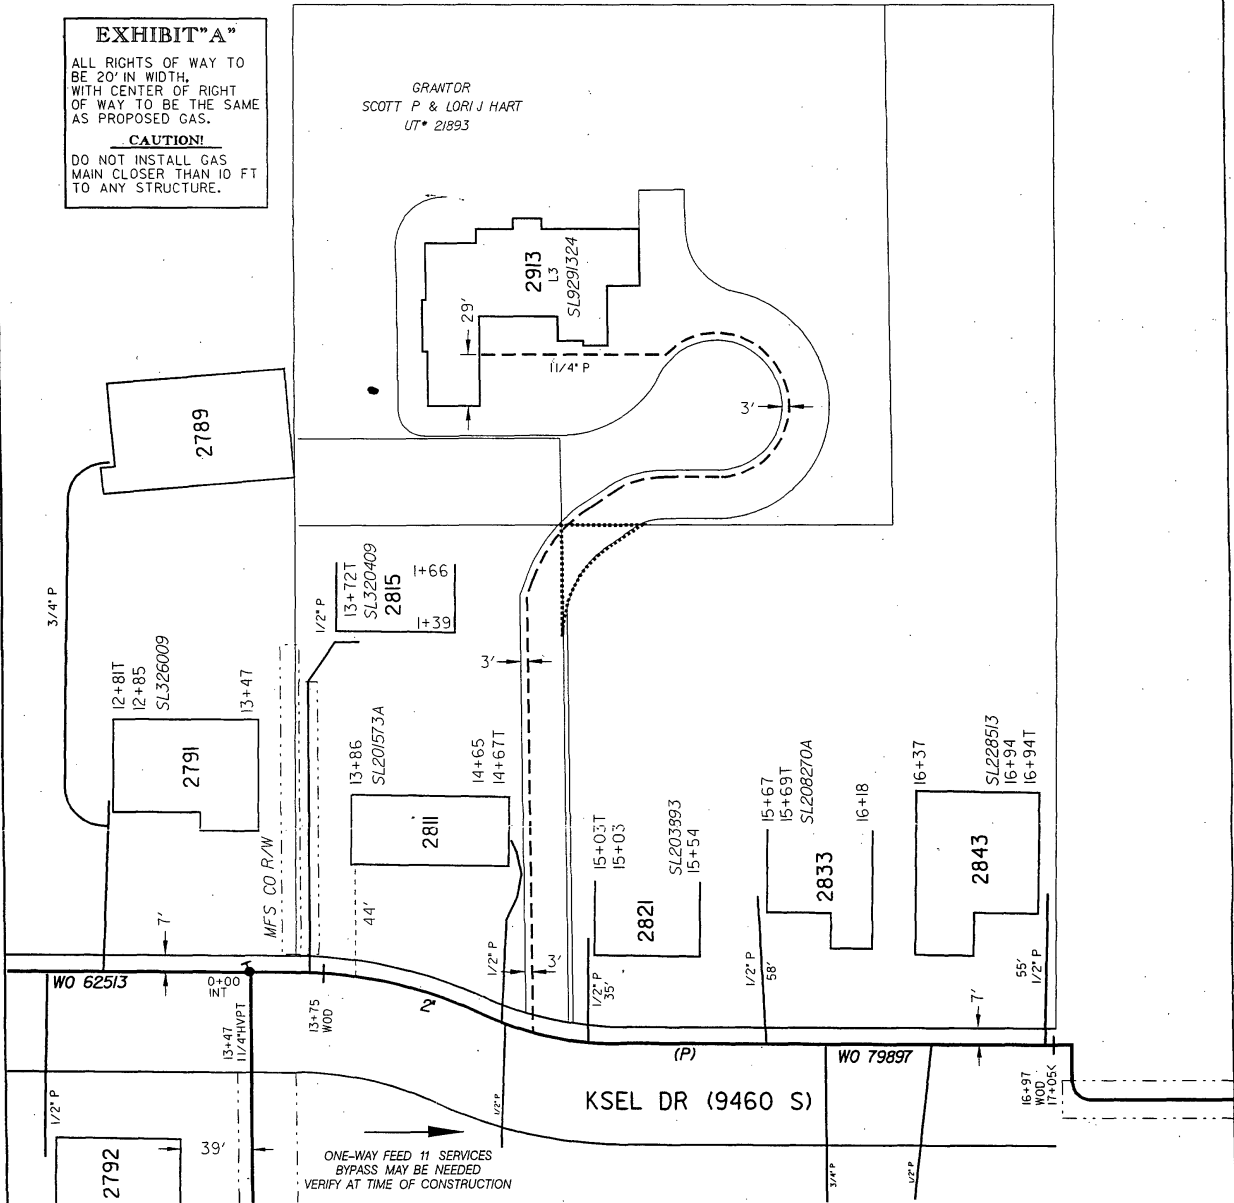 EXHIBIT"A"
ALL RIGHTS OF WAY TO
BE 20' IN WIDTH,
WITH CENTER OF RIGHT
OF WAY TO BE THE SAME
AS PROPOSED GAS.
CAUTION!
DO NOT INSTALL GAS
MAIN CLOSER THAN 10 FT
TO ANY STRUCTURE.
GRANTOR
SCOTT P & LORI J HART
UT# 21893
2913
L3
SL9291324
29'
1 1/4" P
3'
2789
3/4" P
1/2" P
13+72T
SL320409
2815
1+66
1+39
3'
12+81T
12+85
SL326009
13+47
2791
13+86
SL201573A
14+65
14+67T
2811
44'
MFS CO R/W
7'
15+03T
15+03
SL203893
15+54
2821
15+67
15+69T
SL208270A
16+18
2833
16+37
SL228513
16+94
16+94T
2843
1/2" P
3'
1/2" P
35'
1/2" P
58'
55'
1/2" P
7'
WO 62513
0+00
INT
13+47
1 1/4" HVPT
13+75
WOD
2"
(P)
WO 79897
16+97
WOD
17+05<
KSEL DR (9460 S)
1/2" P
1/2" P
3/4" P
1/2" P
2792
39'
ONE-WAY FEED 11 SERVICES
BYPASS MAY BE NEEDED
VERIFY AT TIME OF CONSTRUCTION